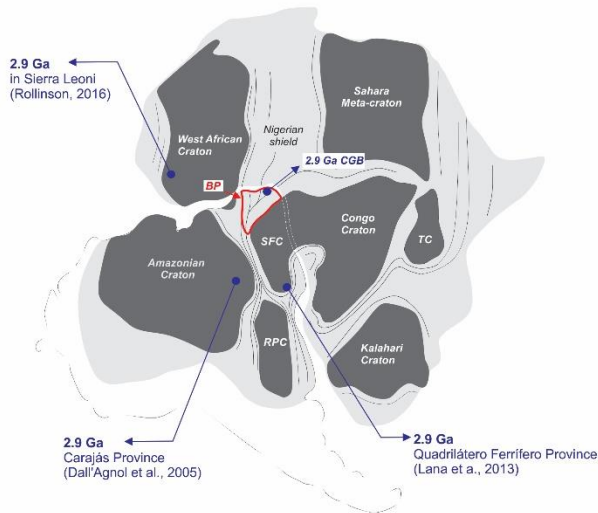 2.9 Ga
in Sierra Leoni
(Rollinson, 2016)
West African
Craton
Nigerian
shield
Sahara
Meta-craton
2.9 Ga CGB
BP
SFC
Congo
Craton
TC
Amazonian
Craton
RPC
Kalahari
Craton
2.9 Ga
Carajás Province
(Dall'Agnol et al., 2005)
2.9 Ga
Quadrilátero Ferrífero Province
(Lana et a., 2013)